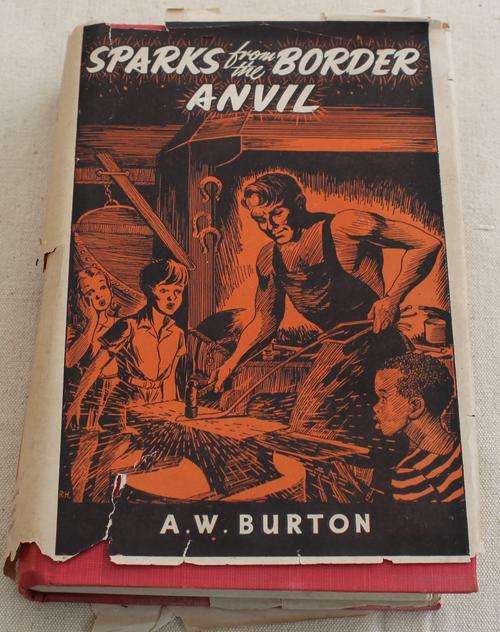 SPARKS from the BORDER
ANVIL
R.H.
A.W. BURTON